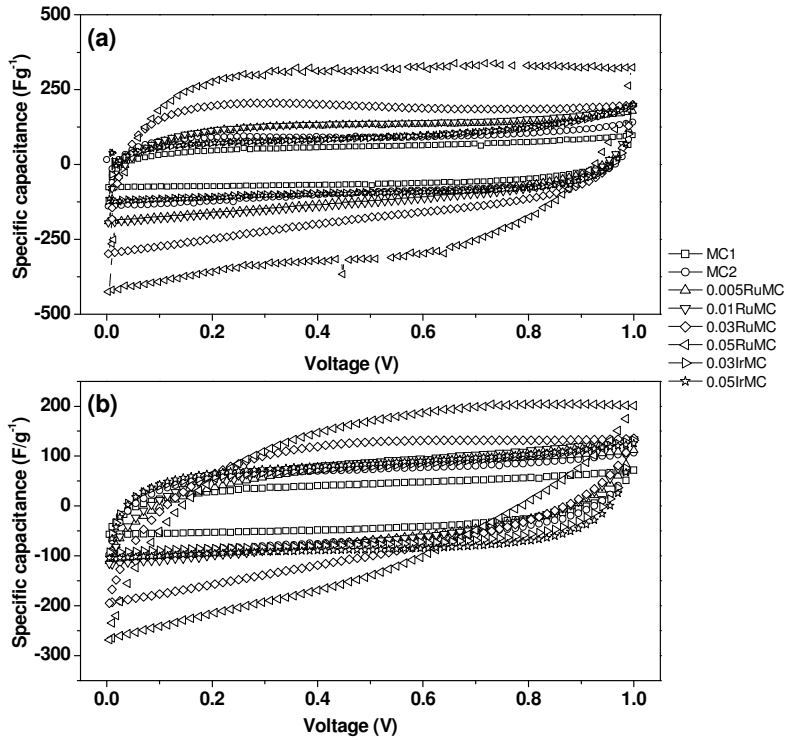 500
(a)
250
0
-250
-500
Specific capacitance (Fg-1)
0.0 0.2 0.4 0.6 0.8 1.0
Voltage (V)
MC1
MC2
0.005RuMC
0.01RuMC
0.03RuMC
0.05RuMC
0.03IrMC
0.05IrMC
(b)
200
100
0
-100
-200
-300
Specific capacitance (F/g-1)
0.0 0.2 0.4 0.6 0.8 1.0
Voltage (V)